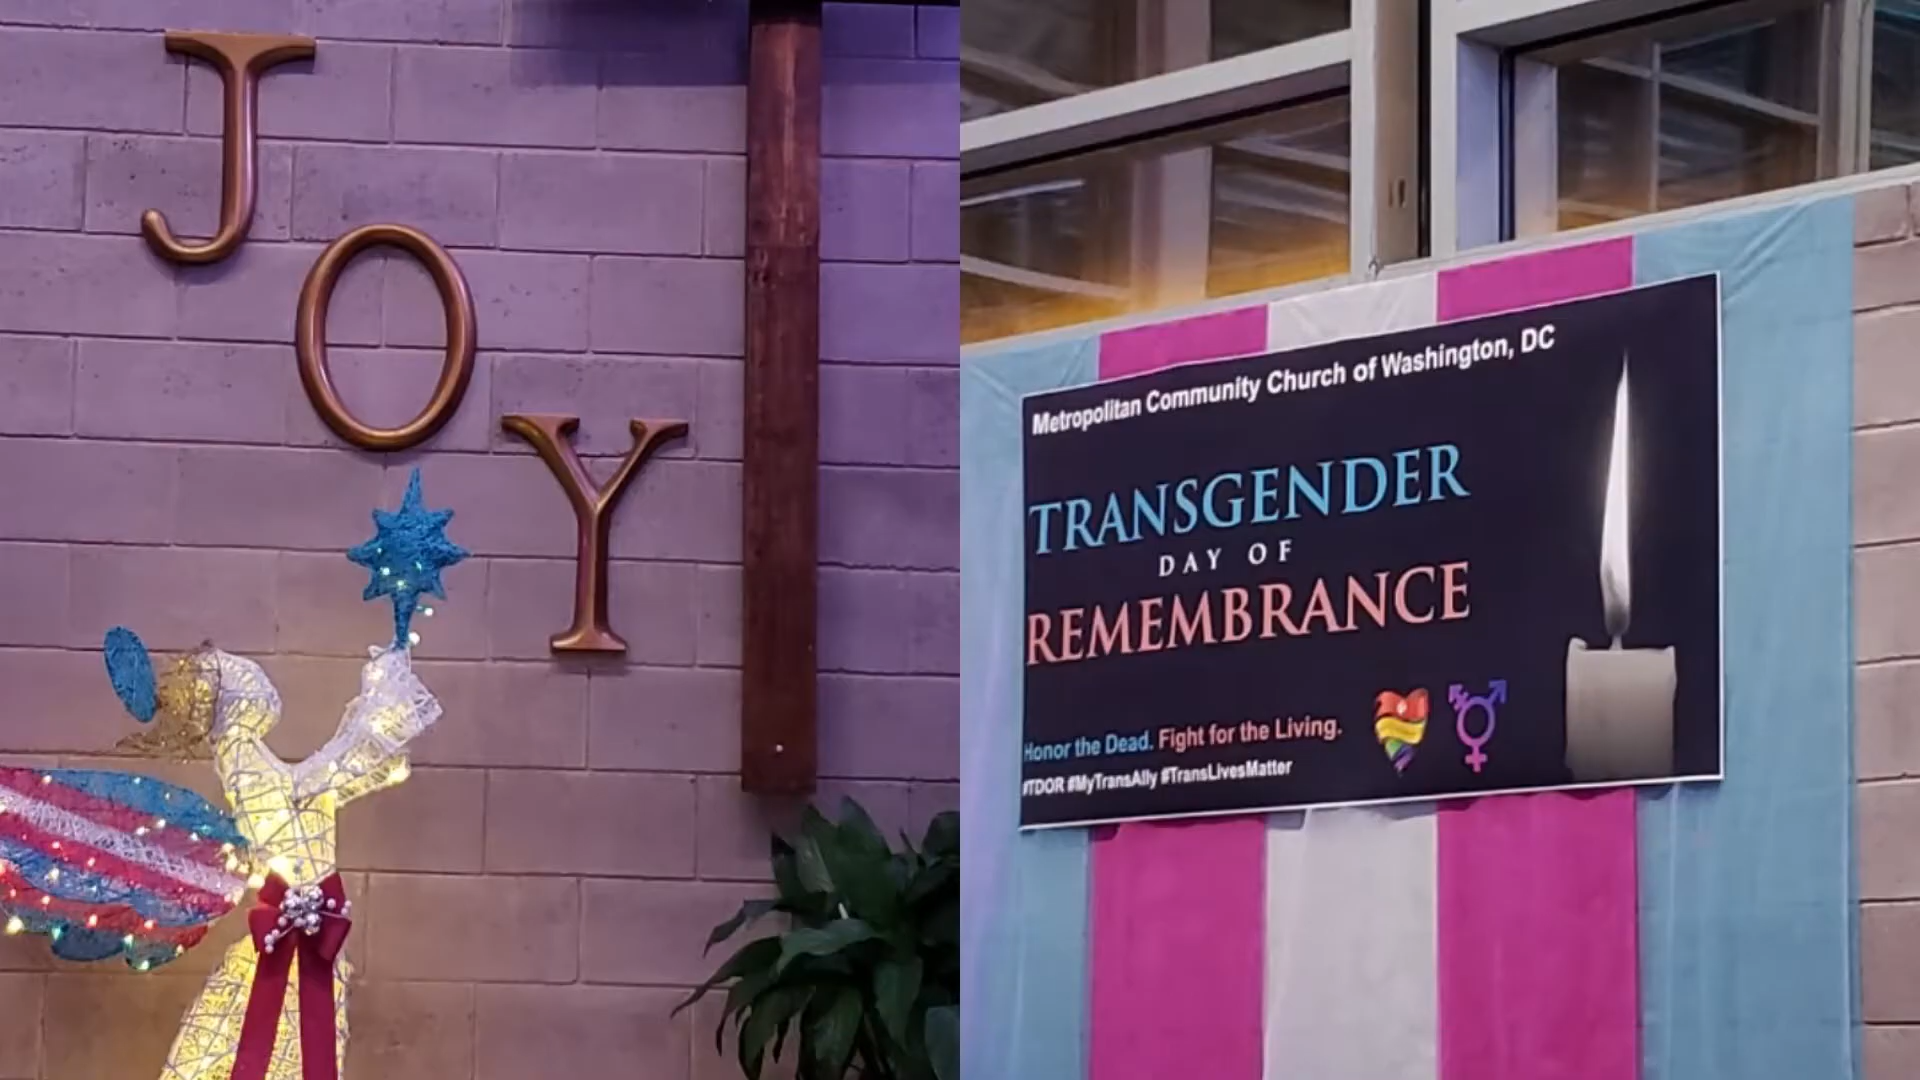 JOY
Metropolitan Community Church of Washington, DC
TRANSGENDER
DAY OF
REMEMBRANCE
Honor the Dead. Fight for the Living.
#TDOR #MyTransAlly #TransLivesMatter